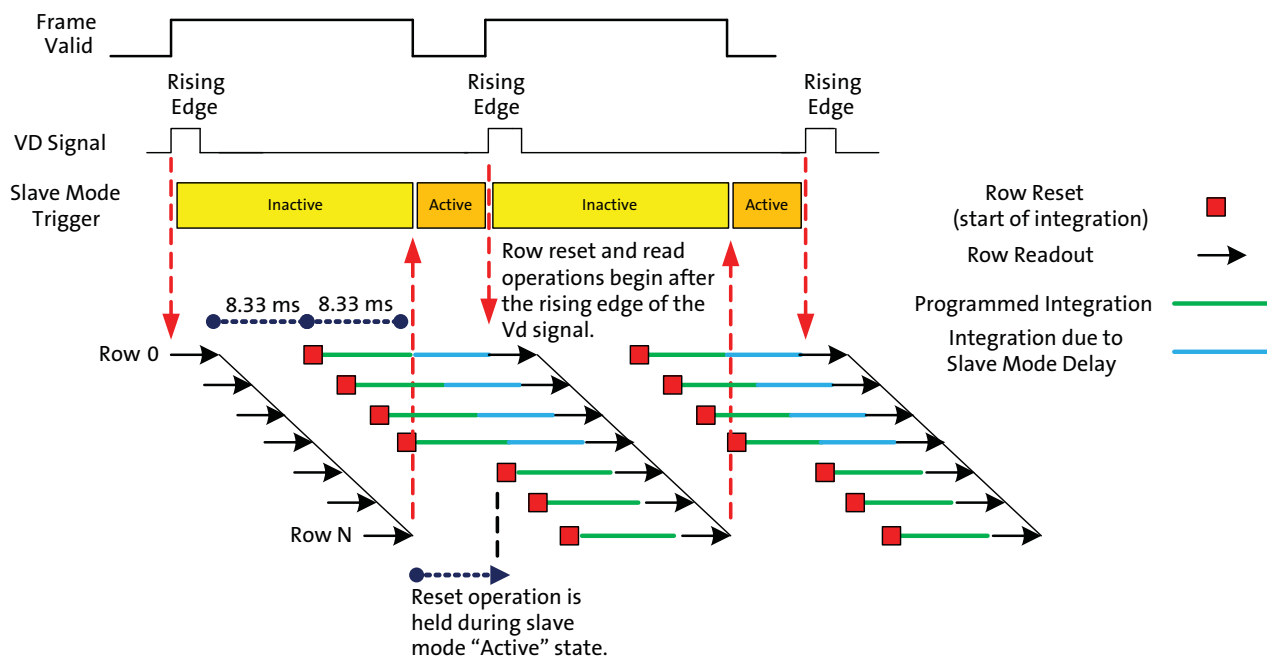 Frame
Valid
Rising
Edge
Rising
Edge
Rising
Edge
VD Signal
Slave Mode
Trigger
Inactive
Active
Inactive
Active
Row Reset
(start of integration)
Row Readout
Programmed Integration
Integration due to
Slave Mode Delay
Row reset and read
operations begin after
the rising edge of the
Vd signal.
8.33 ms
8.33 ms
Row 0
Row N
Reset operation is
held during slave
mode “Active” state.